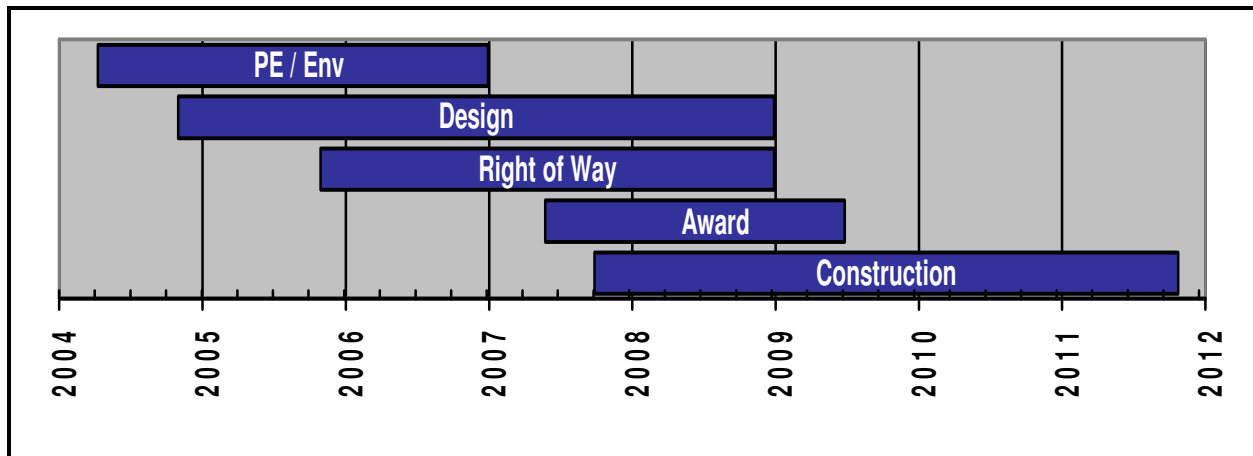 PE / Env
Design
Right of Way
Award
Construction
2004
2005
2006
2007
2008
2009
2010
2011
2012